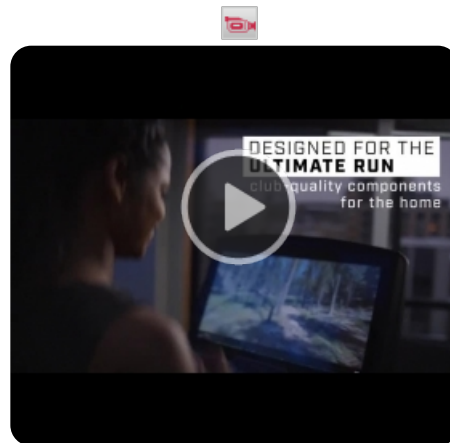 DESIGNED FOR THE
ULTIMATE RUN
club-quality components
for the home